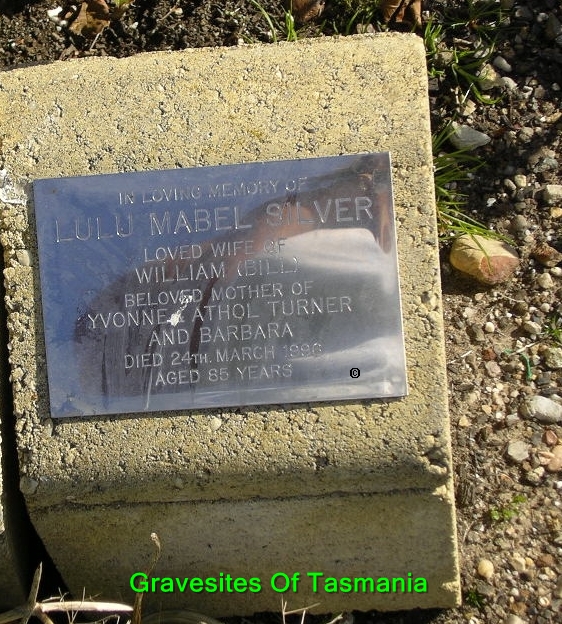 IN LOVING MEMORY OF
LULU MABEL SILVER
LOVED WIFE OF
WILLIAM (BILL)
BELOVED MOTHER OF
YVONNE, ATHOL TURNER
AND BARBARA
DIED 24TH. MARCH
AGED 85 YEARS
©
Gravesites Of Tasmania